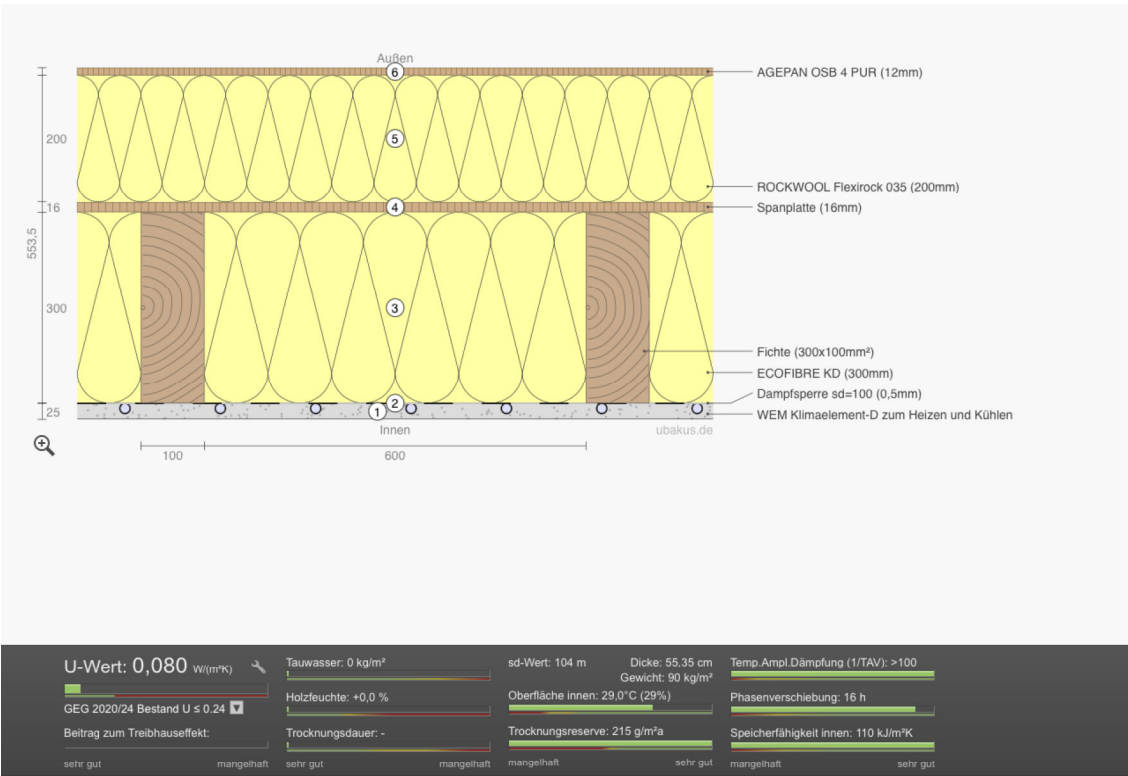 Außen
6
AGEPAN OSB 4 PUR (12mm)
200
5
ROCKWOOL Flexirock 035 (200mm)
16
4
Spanplatte (16mm)
553,5
300
3
Fichte (300x100mm²)
ECOFIBRE KD (300mm)
Dampfsperre sd=100 (0,5mm)
25
2
1
WEM Klimaelement-D zum Heizen und Kühlen
Innen
ubakus.de
100
600
U-Wert: 0,080 W/(m²K)
GEG 2020/24 Bestand U ≤ 0.24
Beitrag zum Treibhauseffekt:
sehr gut mangelhaft
Tauwasser: 0 kg/m²
Holzfeuchte: +0,0 %
Trocknungsdauer: -
sehr gut mangelhaft
sd-Wert: 104 m Dicke: 55,35 cm
Gewicht: 90 kg/m²
Oberfläche innen: 29,0°C (29%)
Trocknungsreserve: 215 g/m²a
mangelhaft sehr gut
Temp.Ampl.Dämpfung (1/TAV): >100
Phasenverschiebung: 16 h
Speicherfähigkeit innen: 110 kJ/m²K
mangelhaft sehr gut